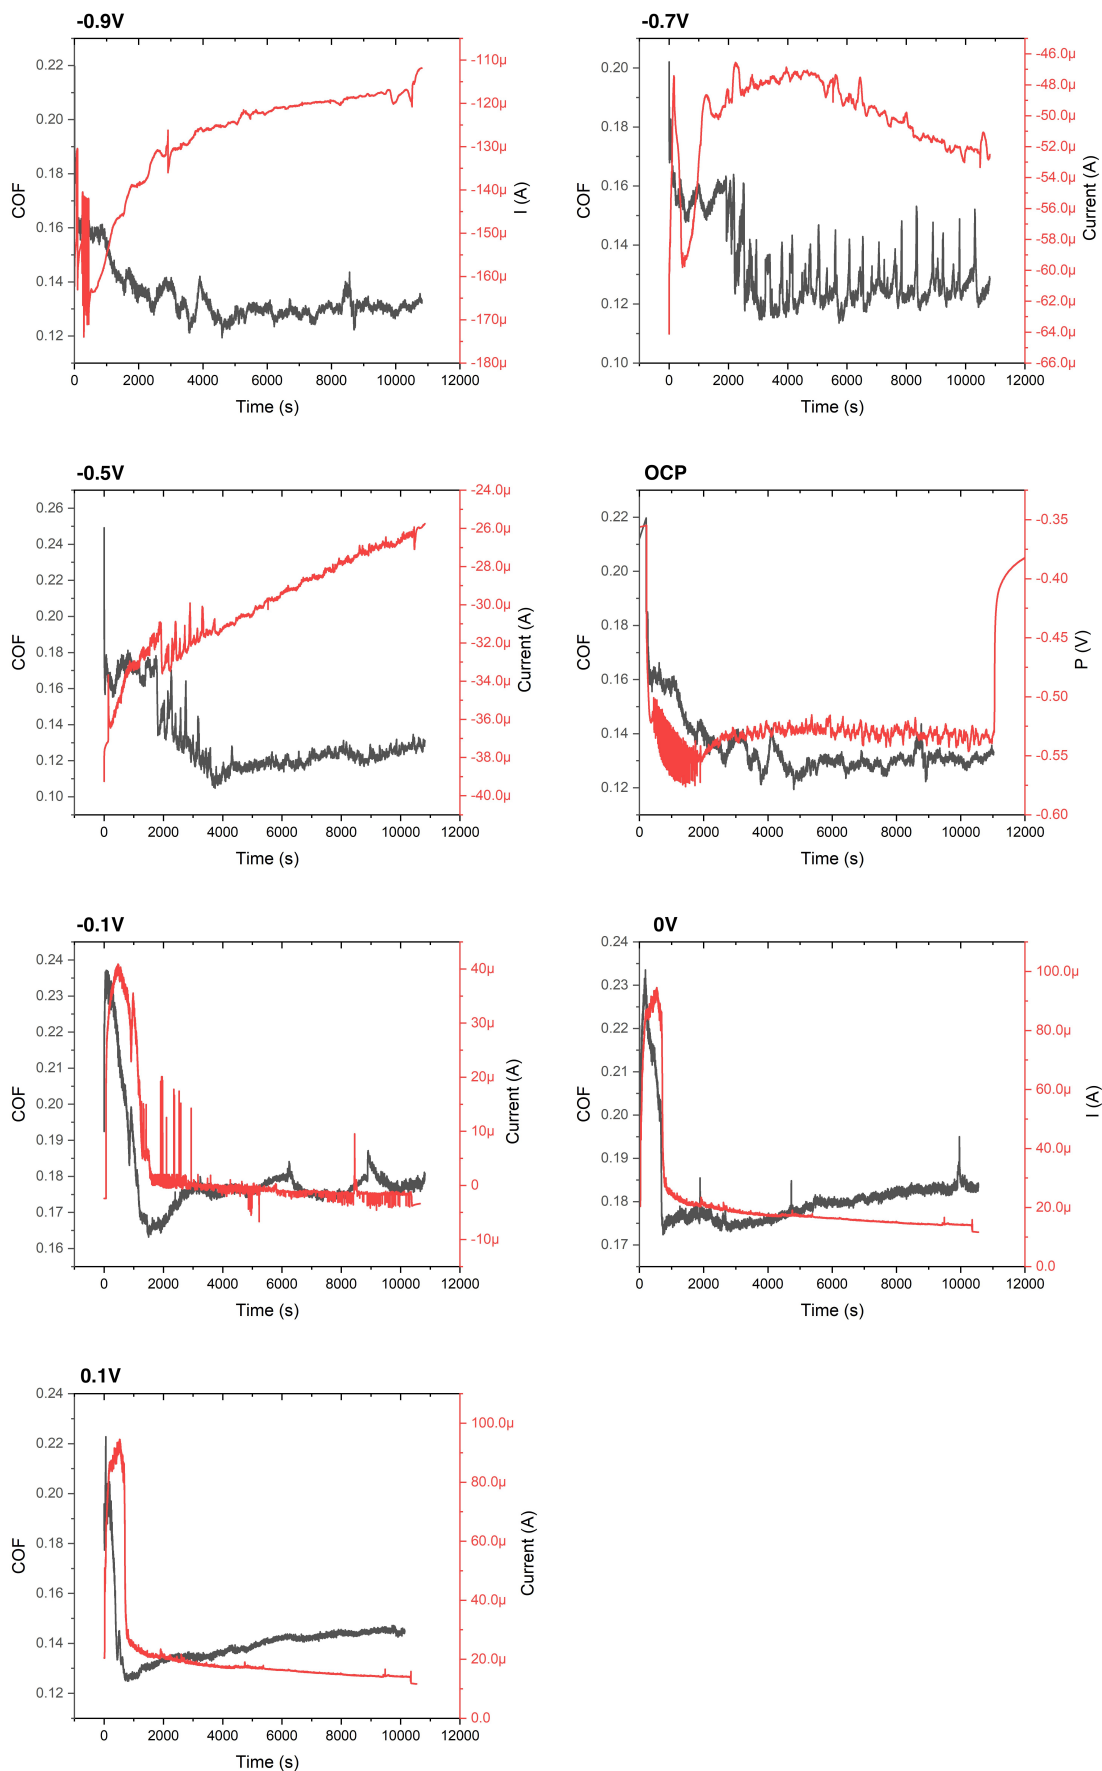 -0.9V
0.22
0.20
0.18
0.16
0.14
0.12
COF
-110µ
-120µ
-130µ
-140µ
-150µ
-160µ
-170µ
-180µ
I (A)
0 2000 4000 6000 8000 10000 12000
Time (s)
-0.7V
0.20
0.18
0.16
0.14
0.12
0.10
COF
-46.0µ
-48.0µ
-50.0µ
-52.0µ
-54.0µ
-56.0µ
-58.0µ
-60.0µ
-62.0µ
-64.0µ
-66.0µ
Current (A)
0 2000 4000 6000 8000 10000 12000
Time (s)
-0.5V
0.26
0.24
0.22
0.20
0.18
0.16
0.14
0.12
0.10
COF
-24.0µ
-26.0µ
-28.0µ
-30.0µ
-32.0µ
-34.0µ
-36.0µ
-38.0µ
-40.0µ
Current (A)
0 2000 4000 6000 8000 10000 12000
Time (s)
OCP
0.22
0.20
0.18
0.16
0.14
0.12
COF
-0.35
-0.40
-0.45
-0.50
-0.55
-0.60
P (V)
0 2000 4000 6000 8000 10000 12000
Time (s)
-0.1V
0.24
0.23
0.22
0.21
0.20
0.19
0.18
0.17
0.16
COF
40µ
30µ
20µ
10µ
0
-10µ
Current (A)
0 2000 4000 6000 8000 10000 12000
Time (s)
0V
0.24
0.23
0.22
0.21
0.20
0.19
0.18
0.17
COF
100.0µ
80.0µ
60.0µ
40.0µ
20.0µ
0.0
I (A)
0 2000 4000 6000 8000 10000 12000
Time (s)
0.1V
0.24
0.22
0.20
0.18
0.16
0.14
0.12
COF
100.0µ
80.0µ
60.0µ
40.0µ
20.0µ
0.0
Current (A)
0 2000 4000 6000 8000 10000 12000
Time (s)